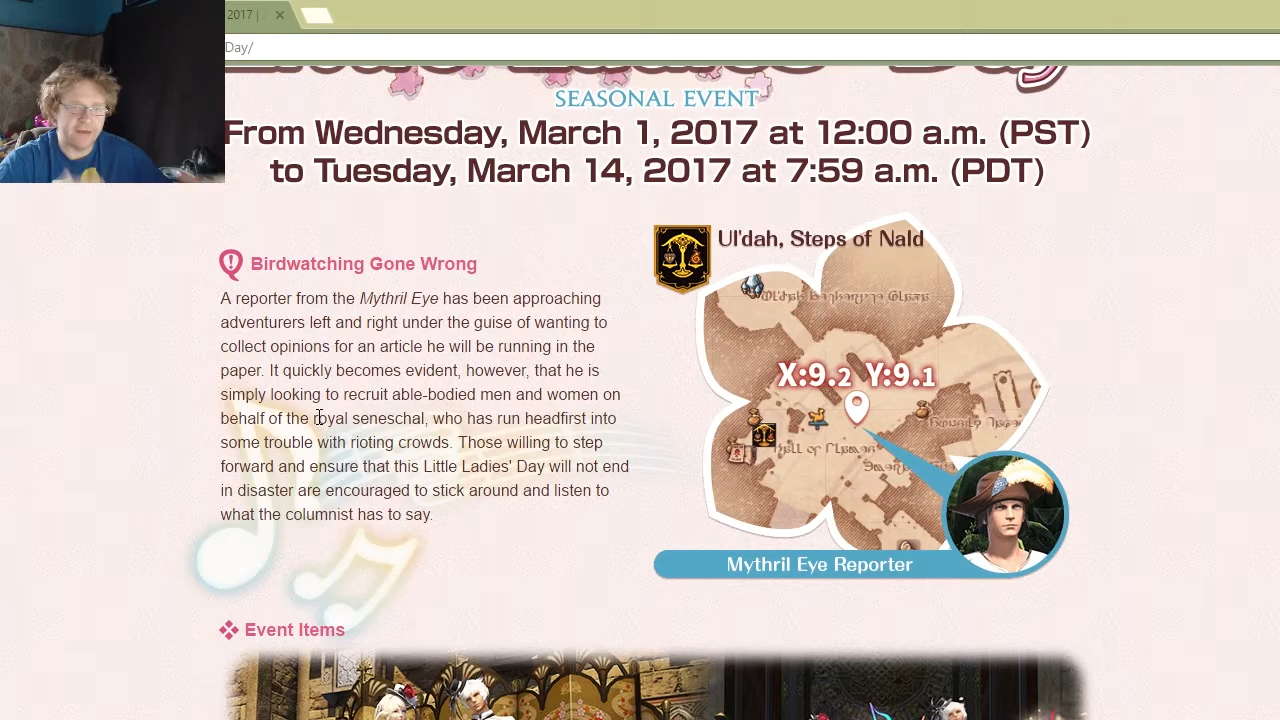 2017 |
Day/
SEASONAL EVENT
From Wednesday, March 1, 2017 at 12:00 a.m. (PST)
to Tuesday, March 14, 2017 at 7:59 a.m. (PDT)
Birdwatching Gone Wrong
A reporter from the Mythril Eye has been approaching
adventurers left and right under the guise of wanting to
collect opinions for an article he will be running in the
paper. It quickly becomes evident, however, that he is
simply looking to recruit able-bodied men and women on
behalf of the royal seneschal, who has run headfirst into
some trouble with rioting crowds. Those willing to step
forward and ensure that this Little Ladies' Day will not end
in disaster are encouraged to stick around and listen to
what the columnist has to say.
Ul'dah, Steps of Nald
X:9.2 Y:9.1
Mythril Eye Reporter
Event Items